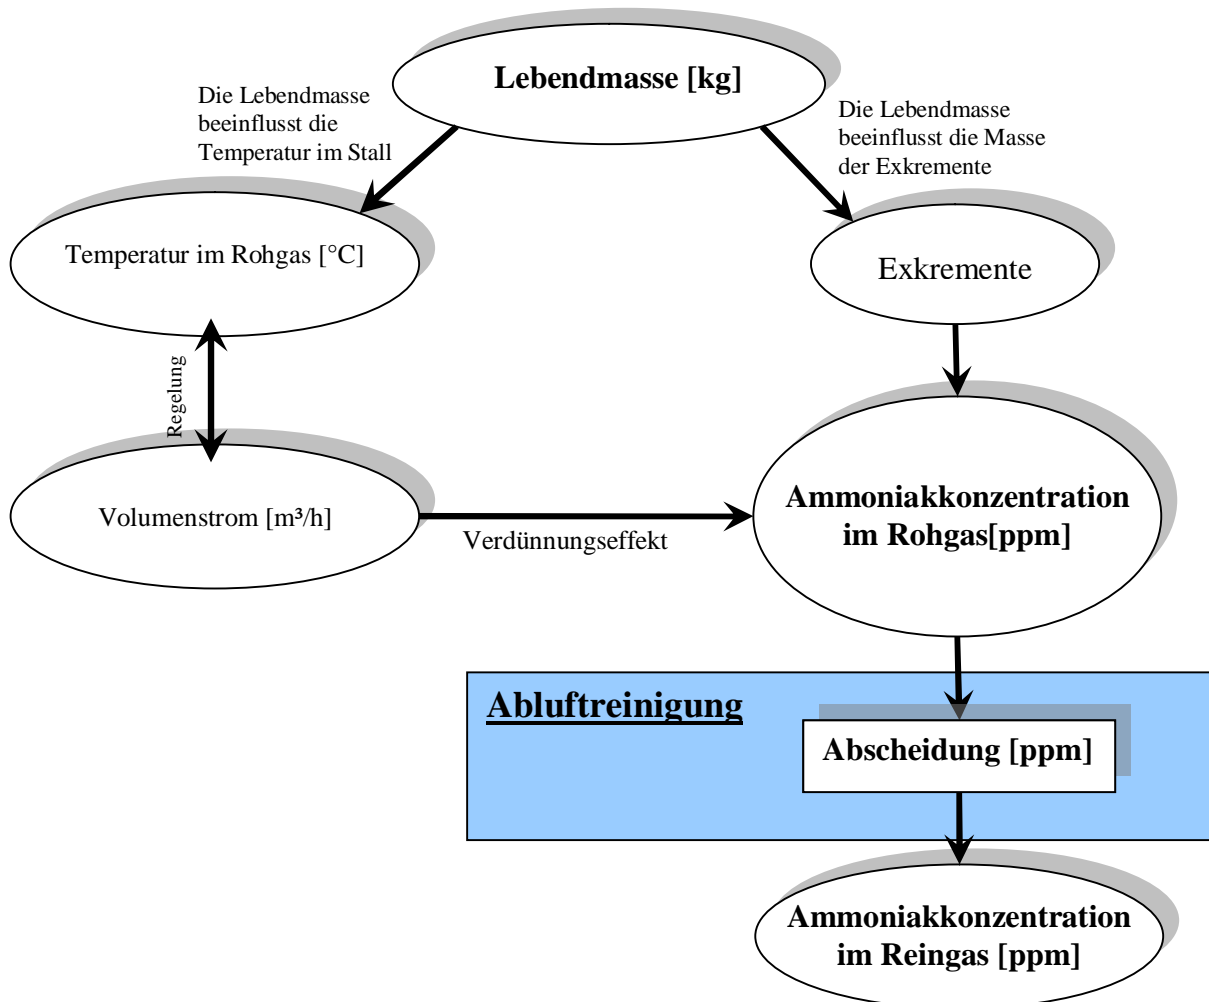 Lebendmasse [kg]
Die Lebendmasse
beeinflusst die
Temperatur im Stall
Die Lebendmasse
beeinflusst die Masse
der Exkremente
Temperatur im Rohgas [°C]
Exkremente
Regelung
Volumenstrom [m³/h]
Verdünnungseffekt
Ammoniakkonzentration
im Rohgas[ppm]
Abluftreinigung
Abscheidung [ppm]
Ammoniakkonzentration
im Reingas [ppm]